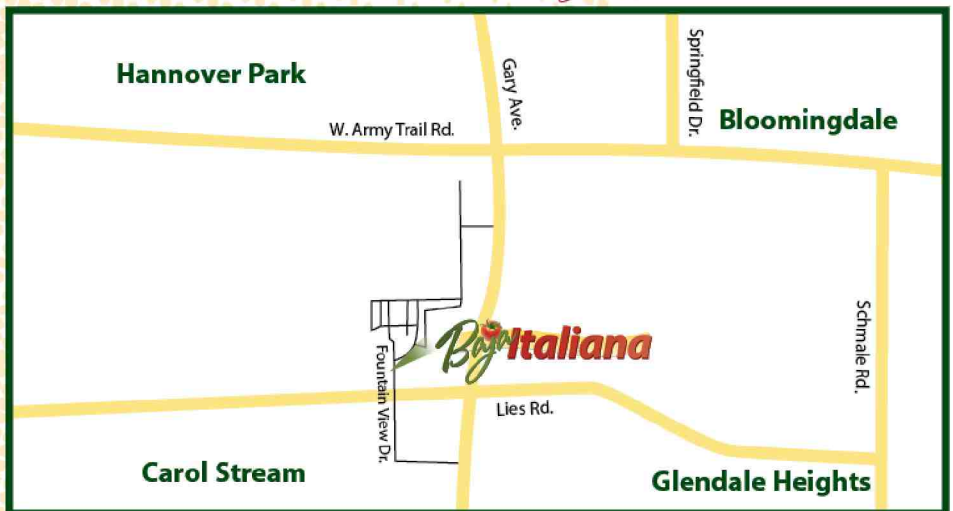 Hannover Park
Gary Ave.
Springfield Dr.
Bloomingdale
W. Army Trail Rd.
Baja Italiana
Schmale Rd.
Fountain View Dr.
Lies Rd.
Carol Stream
Glendale Heights